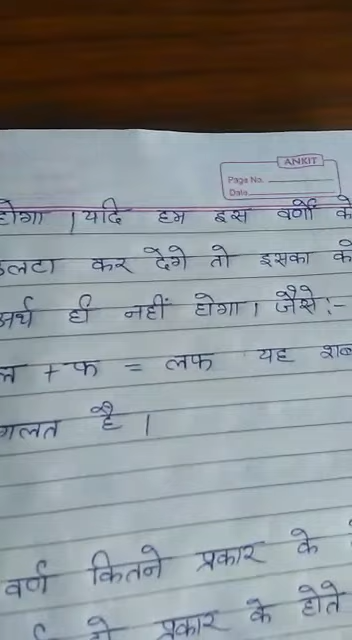 ANKIT
Page No.
Date
होगा । यदि हम इस वर्णों को
उलटा कर देंगे तो इसका को
अर्थ ही नहीं होगा। जैसे :-
ल + फ = लफ यह शब्
गलत है ।
वर्ण कितने प्रकार के
प्रकार के होते